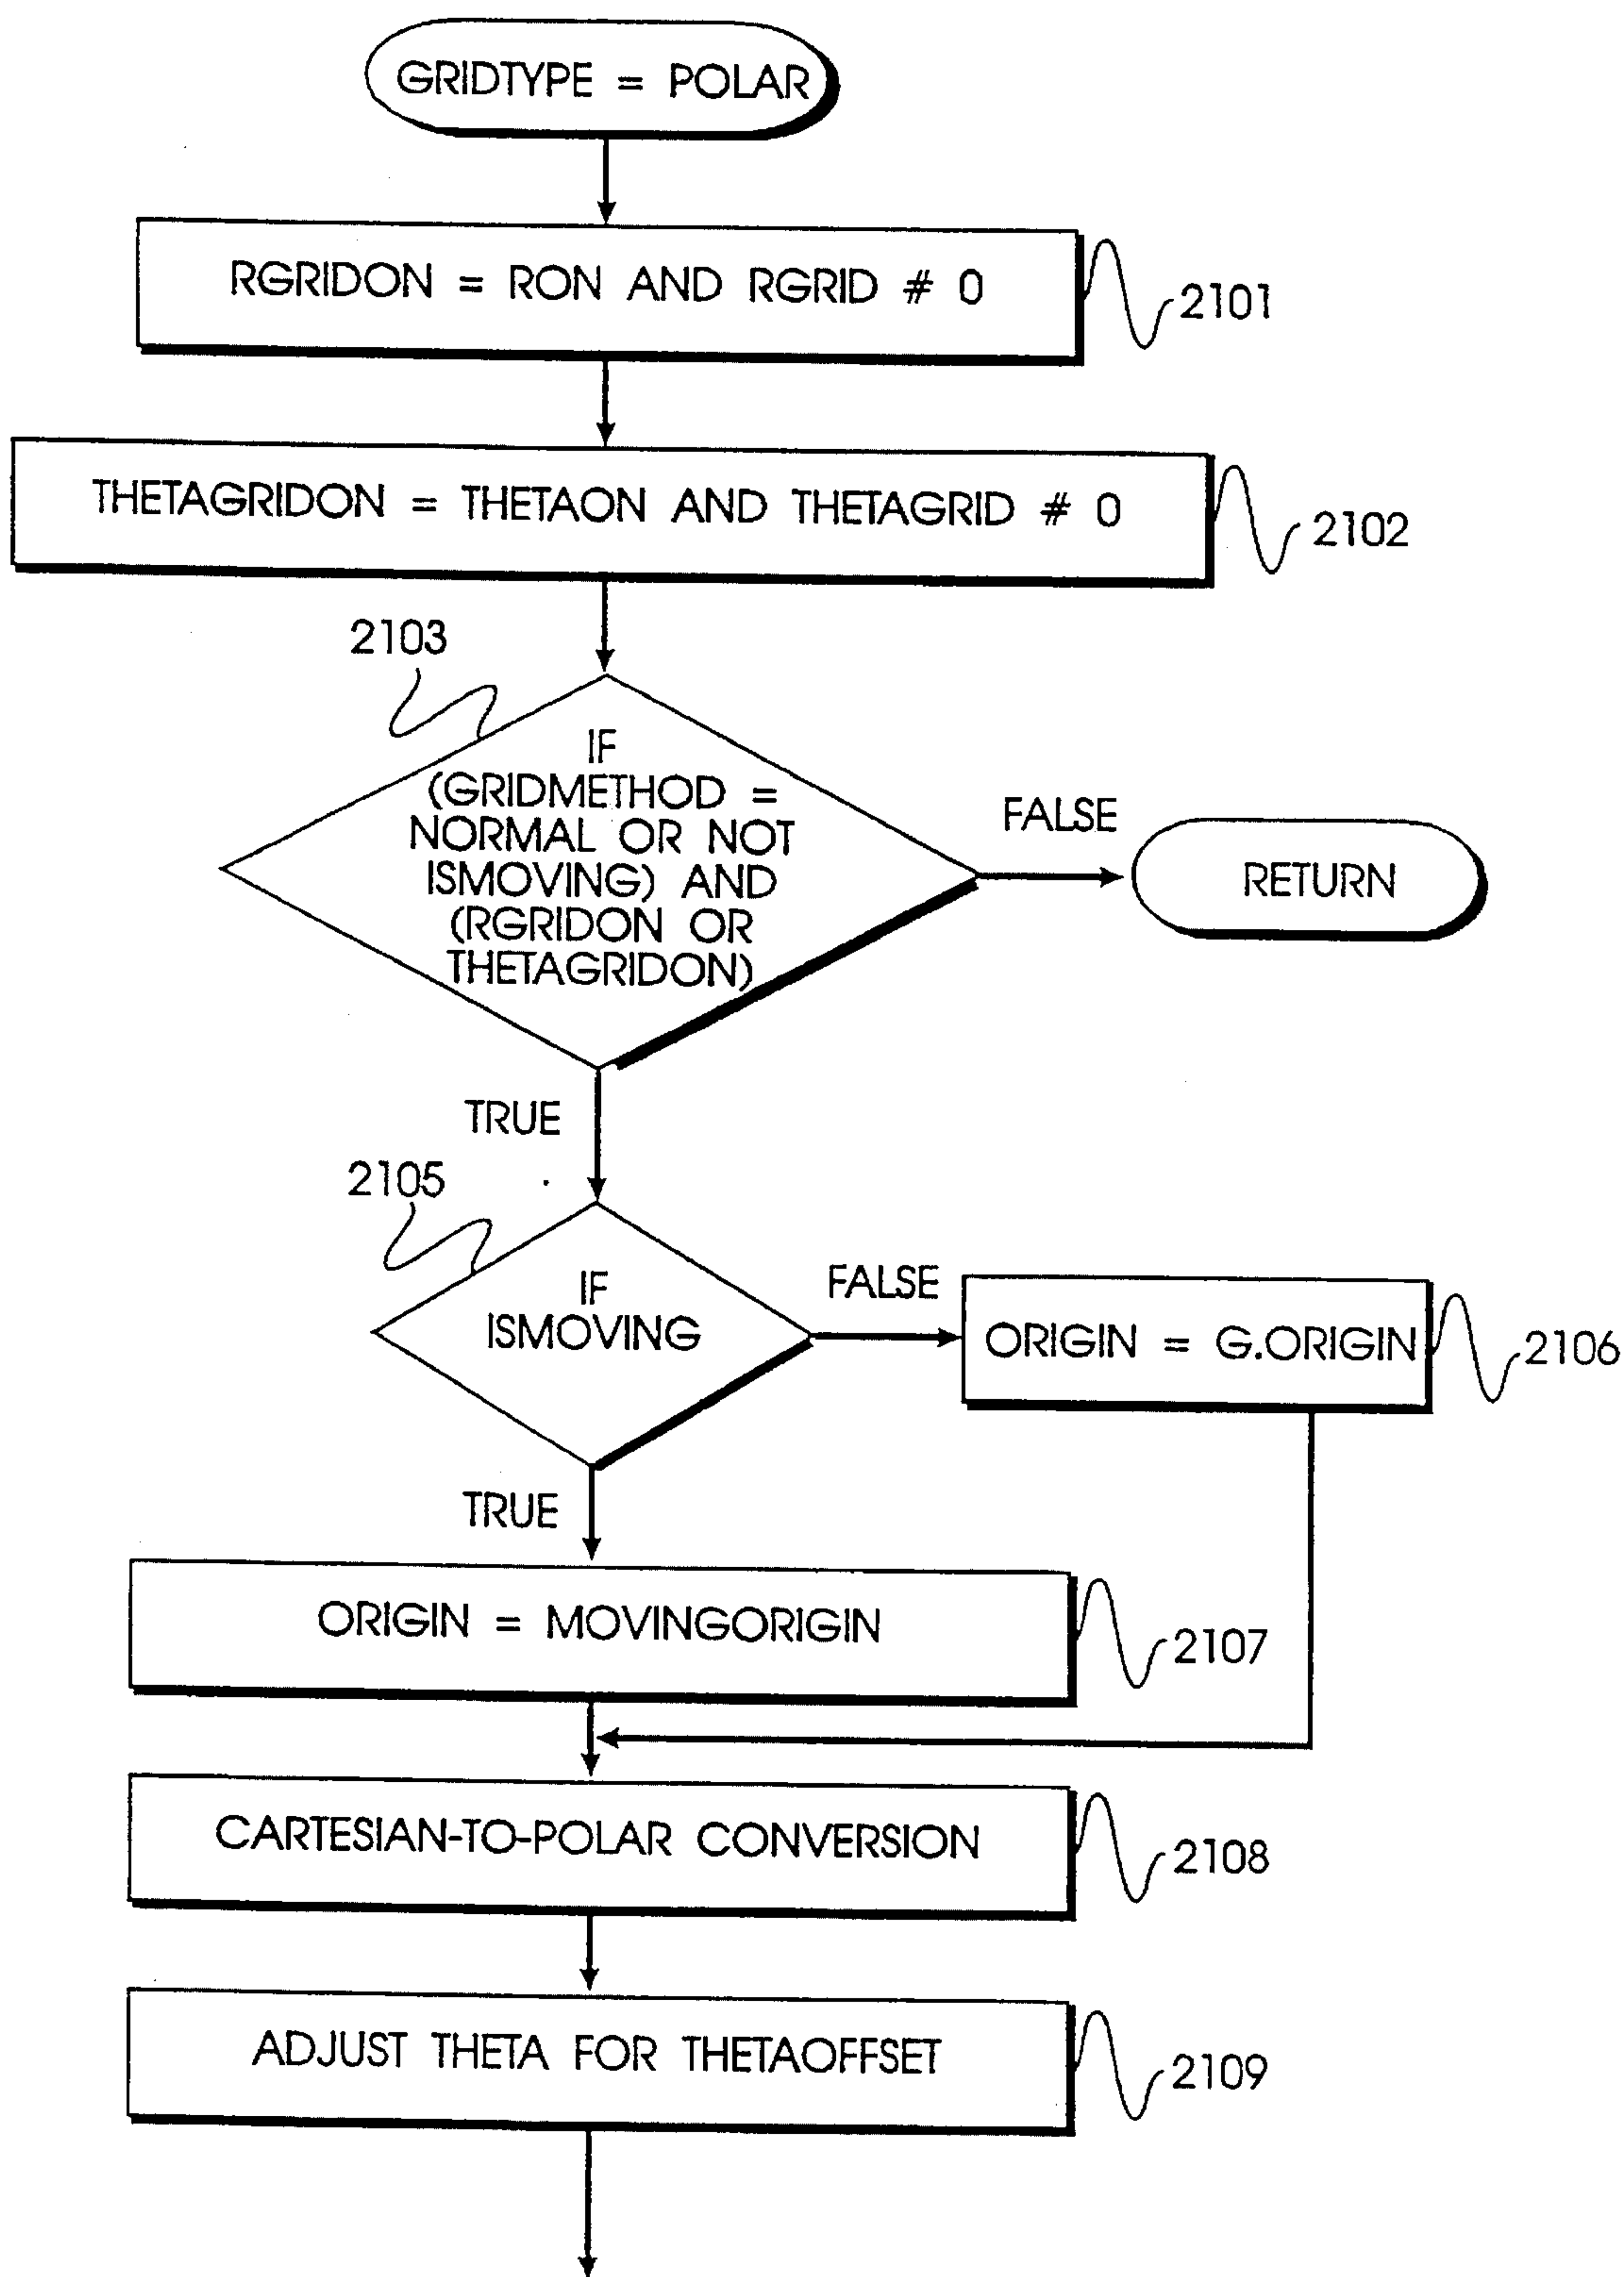 GRIDTYPE = POLAR
RGRIDON = RON AND RGRID # 0
2101
THETAGRIDON = THETAON AND THETAGRID # 0
2102
2103
IF
(GRIDMETHOD =
NORMAL OR NOT
ISMOVING) AND
(RGRIDON OR
THETAGRIDON)
FALSE
RETURN
TRUE
2105
IF
ISMOVING
FALSE
ORIGIN = G.ORIGIN
2106
TRUE
ORIGIN = MOVINGORIGIN
2107
CARTESIAN-TO-POLAR CONVERSION
2108
ADJUST THETA FOR THETAOFFSET
2109